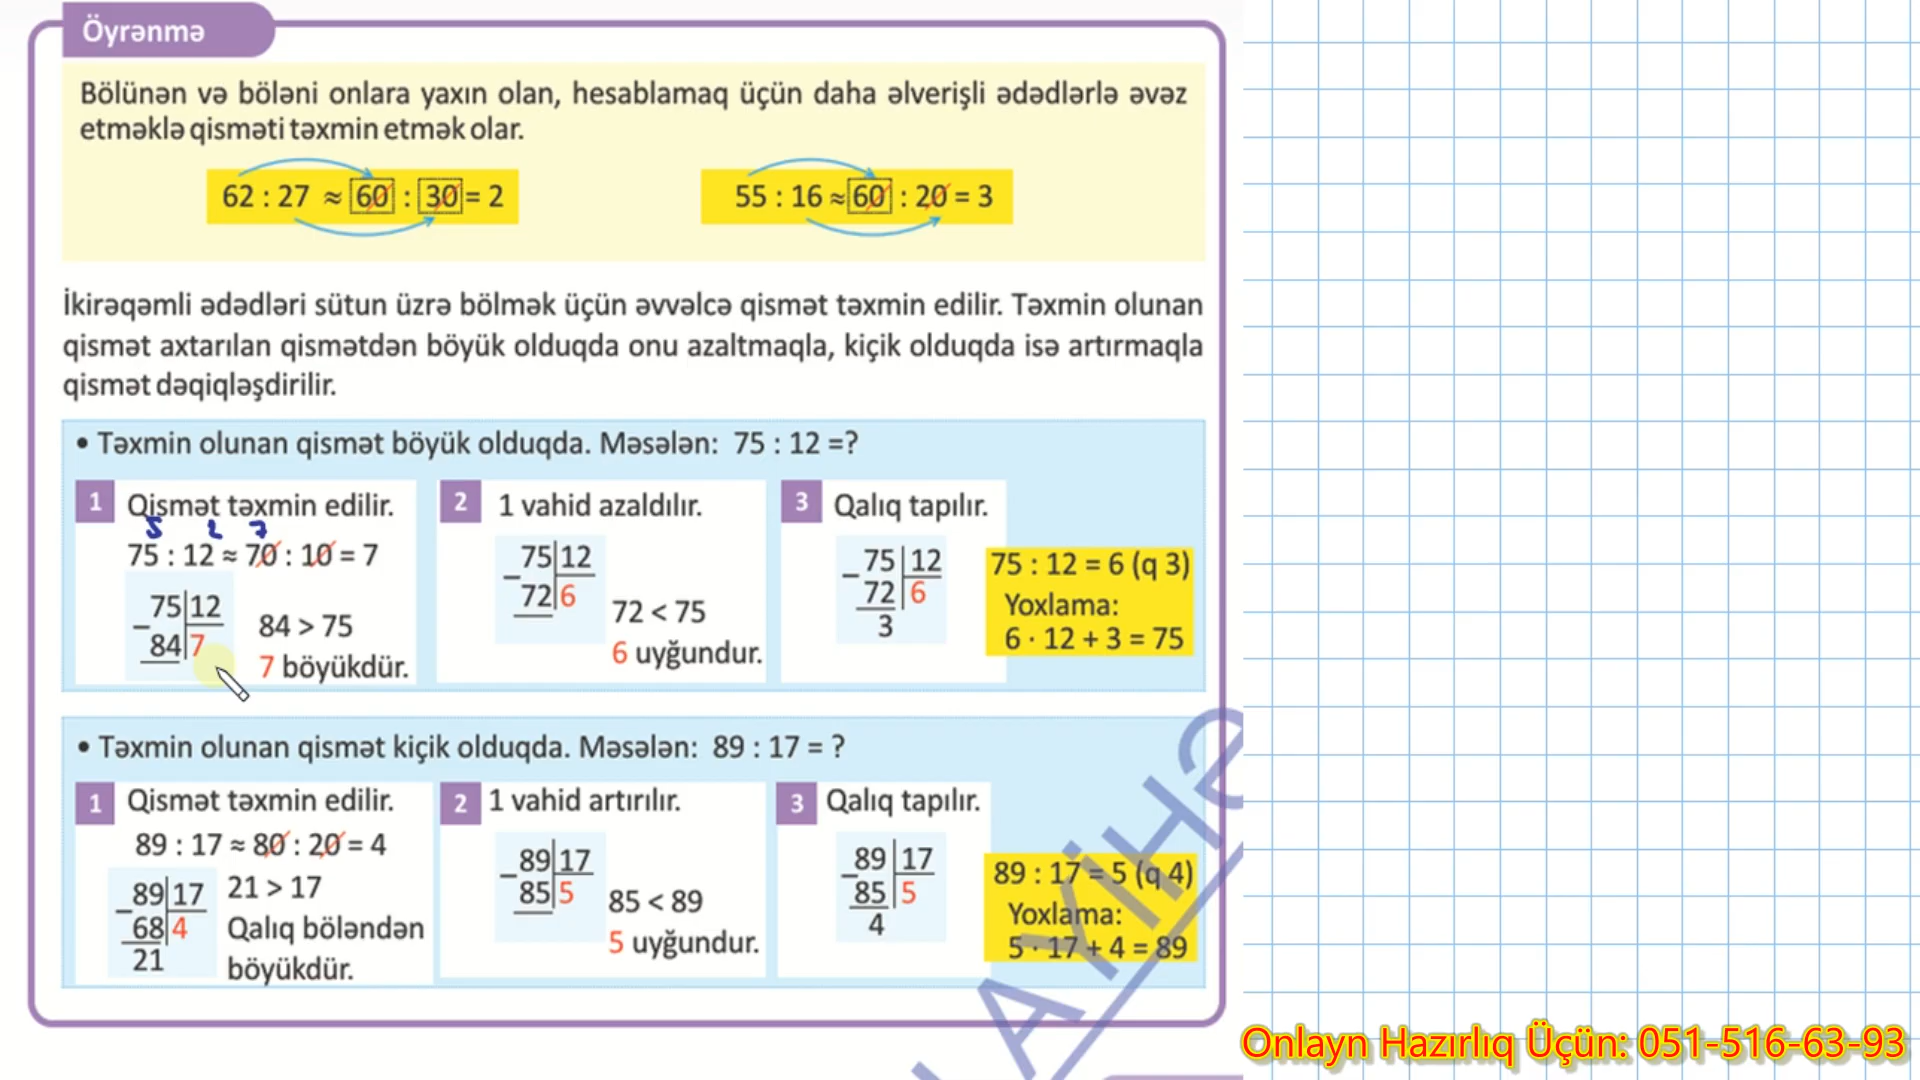 Öyrənmə
Bölünən və böləni onlara yaxın olan, hesablamaq üçün daha əlverişli ədədlərlə əvəz
etməklə qisməti təxmin etmək olar.
62 : 27 ≈ 60 : 30 = 2
55 : 16 ≈ 60 : 20 = 3
İkirəqəmli ədədləri sütun üzrə bölmək üçün əvvəlcə qismət təxmin edilir. Təxmin olunan
qismət axtarılan qismətdən böyük olduqda onu azaltmaqla, kiçik olduqda isə artırmaqla
qismət dəqiqləşdirilir.
• Təxmin olunan qismət böyük olduqda. Məsələn: 75 : 12 =?
1 Qismət təxmin edilir.
5 2 7
75 : 12 ≈ 70 : 10 = 7
75 12
– 84 7
84 > 75
7 böyükdür.
2 1 vahid azaldılır.
75 12
– 72 6
72 < 75
6 uyğundur.
3 Qalıq tapılır.
75 12
– 72 6
3
75 : 12 = 6 (q 3)
Yoxlama:
6 · 12 + 3 = 75
• Təxmin olunan qismət kiçik olduqda. Məsələn: 89 : 17 = ?
1 Qismət təxmin edilir.
89 : 17 ≈ 80 : 20 = 4
89 17
– 68 4
21
21 > 17
Qalıq böləndən
böyükdür.
2 1 vahid artırılır.
89 17
– 85 5
85 < 89
5 uyğundur.
3 Qalıq tapılır.
89 17
– 85 5
4
89 : 17 = 5 (q 4)
Yoxlama:
5 · 17 + 4 = 89
LAYİHƏ
Onlayn Hazırlıq Üçün: 051-516-63-93